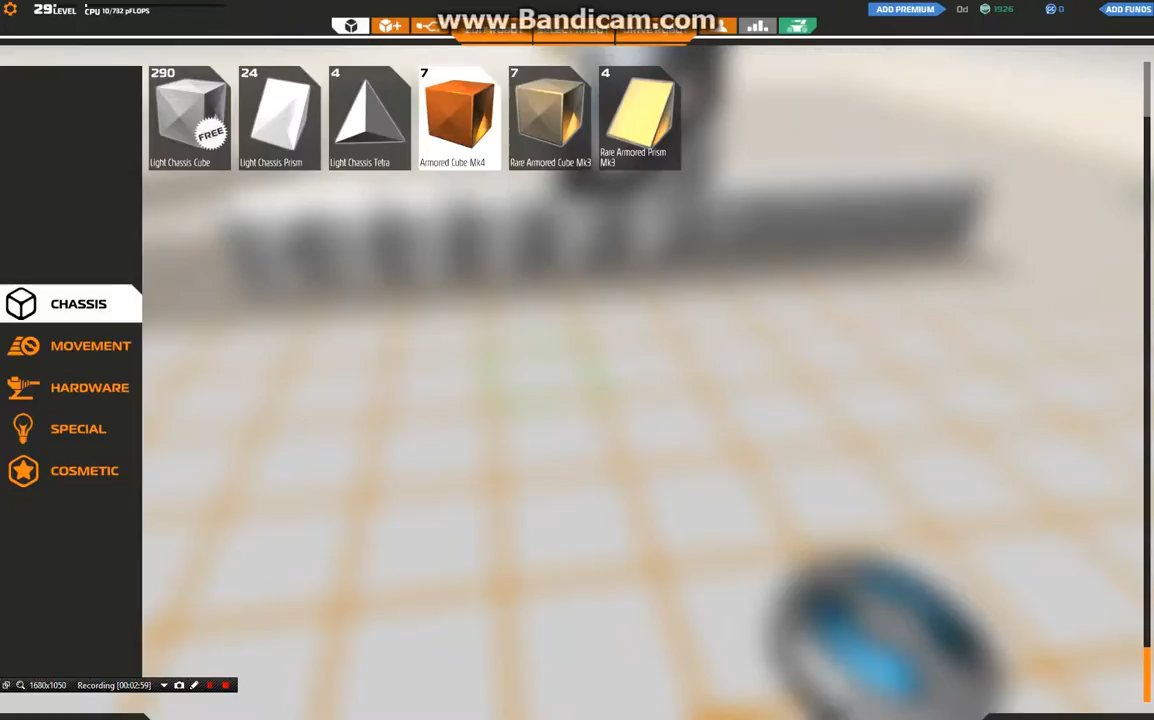 www.Bandicam.com
29: LEVEL
CPU 10/732 pFLOPS
ADD PREMIUM
0d
1926
0
ADD FUNDS
290
24
4
7
7
4
FREE
Light Chassis Cube
Light Chassis Prism
Light Chassis Tetra
Armored Cube Mk4
Rare Armored Cube Mk3
Rare Armored Prism
Mk3
CHASSIS
MOVEMENT
HARDWARE
SPECIAL
COSMETIC
1680x1050
Recording [00:02:59]